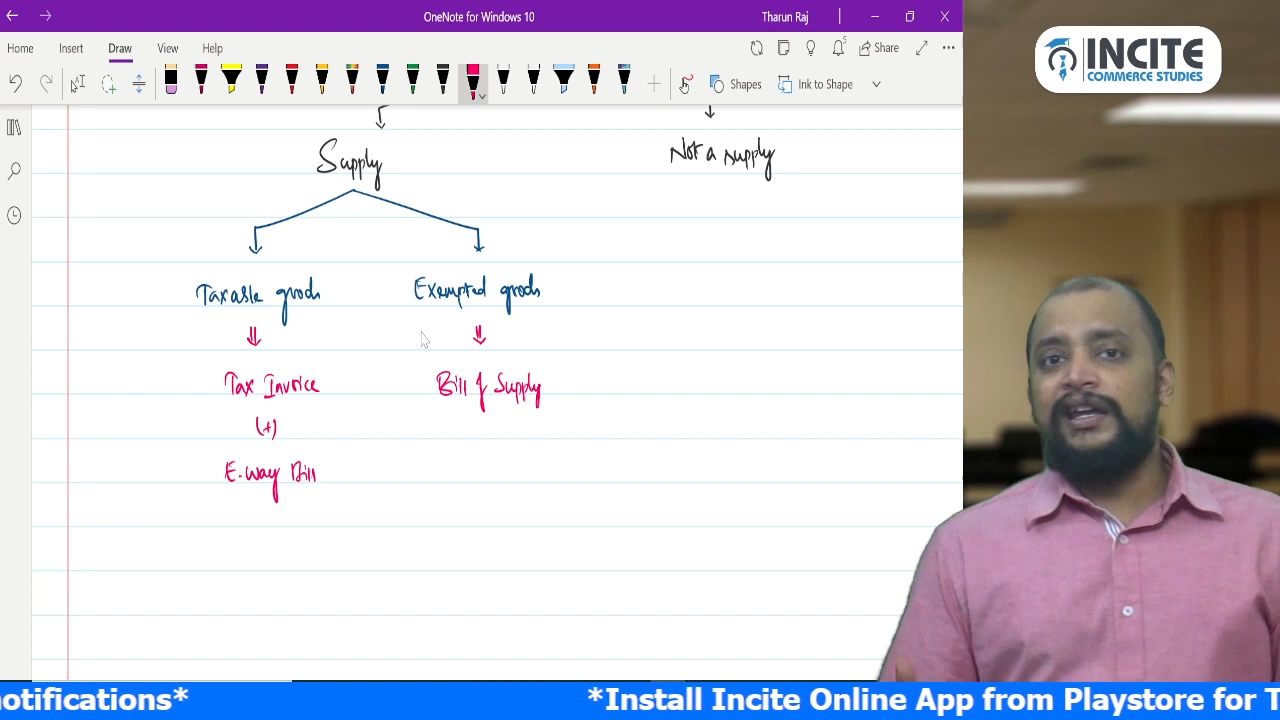 OneNote for Windows 10
Tharun Raj
Home Insert Draw View Help
5
Share
Shapes
Ink to Shape
INCITE
COMMERCE STUDIES
Supply
Not a supply
Taxable goods
Exempted goods
Tax Invoice
Bill of Supply
(+)
E-way Bill
notifications* *Install Incite Online App from Playstore for T